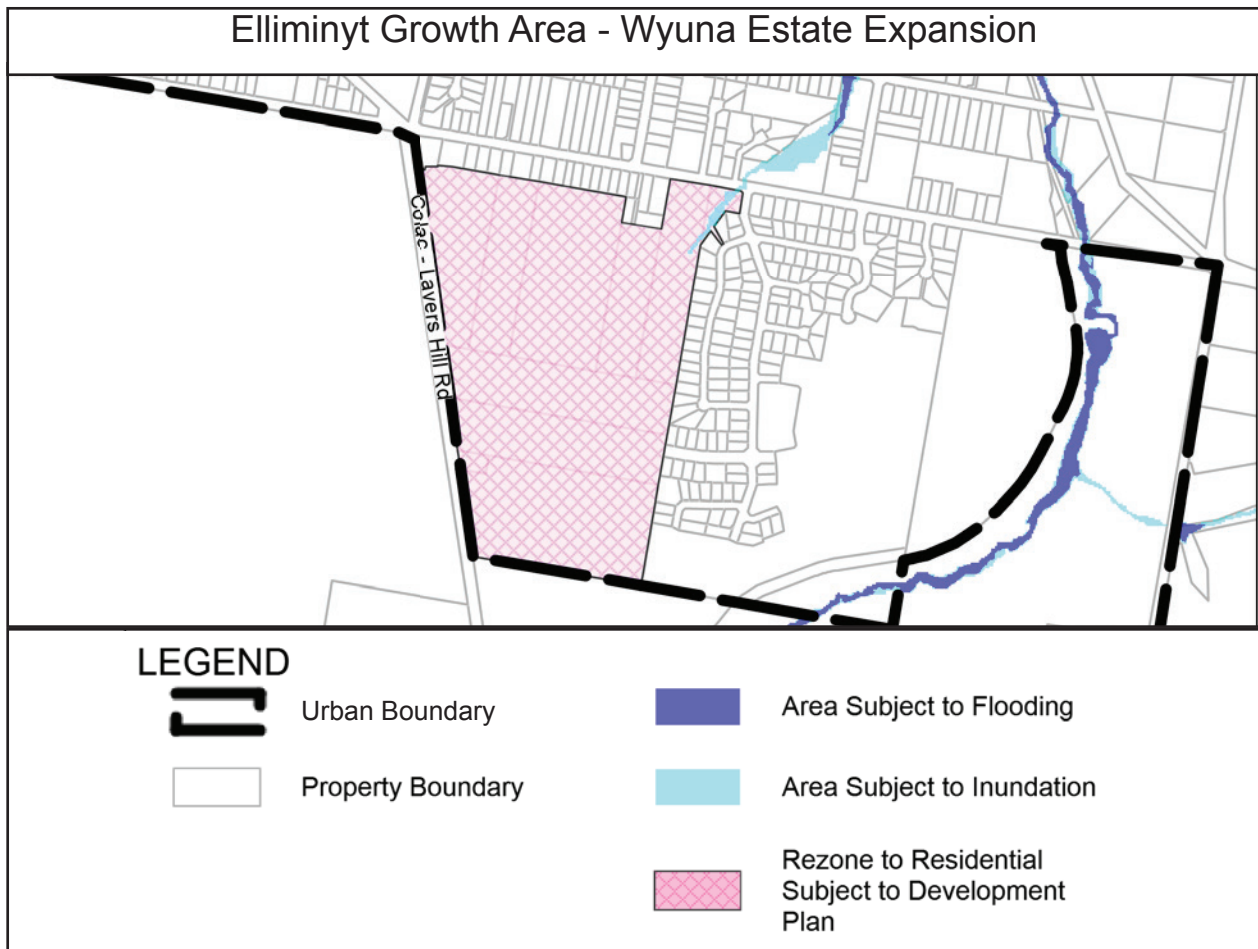 Elliminyt Growth Area - Wyuna Estate Expansion
Colac - Lavers Hill Rd
LEGEND
Urban Boundary
Property Boundary
Area Subject to Flooding
Area Subject to Inundation
Rezone to Residential
Subject to Development
Plan